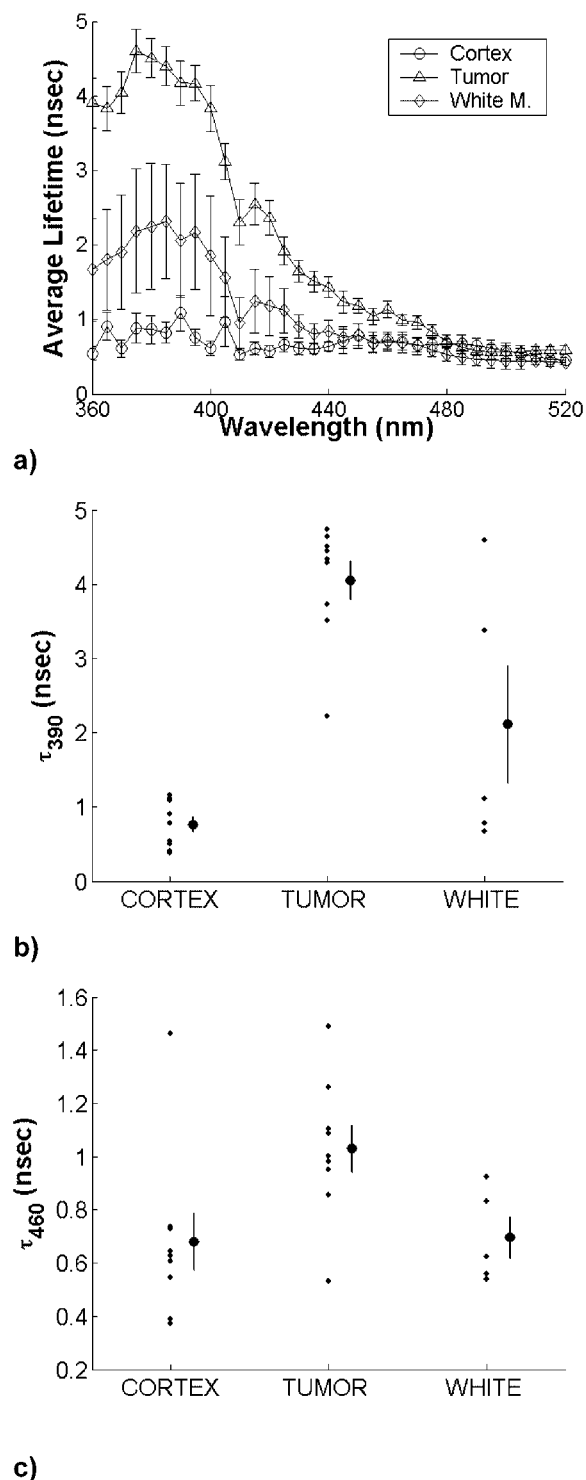 5
4
3
2
1
0
Average Lifetime (nsec)
Cortex
Tumor
White M.
360
400
440
480
520
Wavelength (nm)
a)
5
4
3
2
1
0
τ390 (nsec)
CORTEX
TUMOR
WHITE
b)
1.6
1.4
1.2
1
0.8
0.6
0.4
0.2
τ460 (nsec)
CORTEX
TUMOR
WHITE
c)